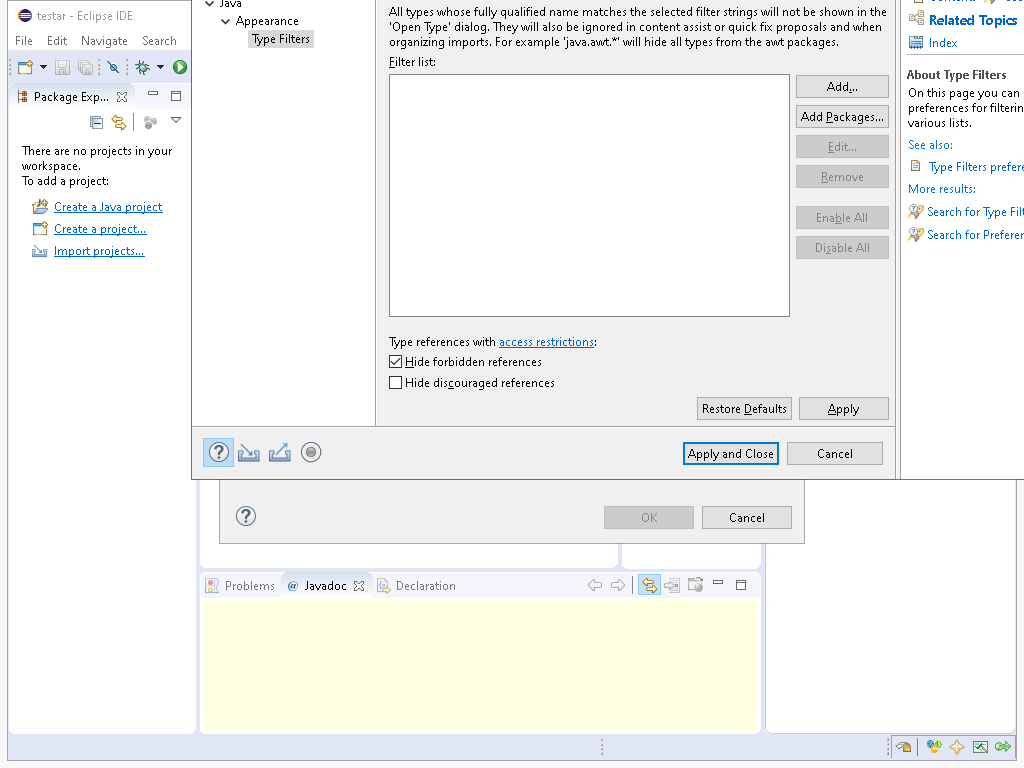 testar - Eclipse IDE
File Edit Navigate Search
Package Exp...
There are no projects in your
workspace.
To add a project:
Create a Java project
Create a project...
Import projects...
Java
Appearance
Type Filters
All types whose fully qualified name matches the selected filter strings will not be shown in the
'Open Type' dialog. They will also be ignored in content assist or quick fix proposals and when
organizing imports. For example 'java.awt.*' will hide all types from the awt packages.
Filter list:
Add...
Add Packages...
Edit...
Remove
Enable All
Disable All
Type references with access restrictions:
Hide forbidden references
Hide discouraged references
Restore Defaults
Apply
Apply and Close
Cancel
Related Topics
Index
About Type Filters
On this page you can
preferences for filterin
various lists.
See also:
Type Filters prefere
More results:
Search for Type Filt
Search for Preferen
OK
Cancel
Problems
@ Javadoc
Declaration